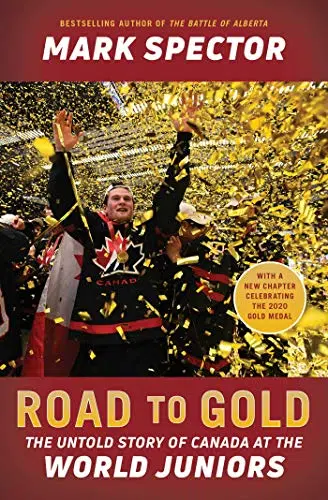 BESTSELLING AUTHOR OF THE BATTLE OF ALBERTA
MARK SPECTOR
CANADA
WITH A
NEW CHAPTER
CELEBRATING
THE 2020
GOLD MEDAL
ROAD TO GOLD
THE UNTOLD STORY OF CANADA AT THE
WORLD JUNIORS